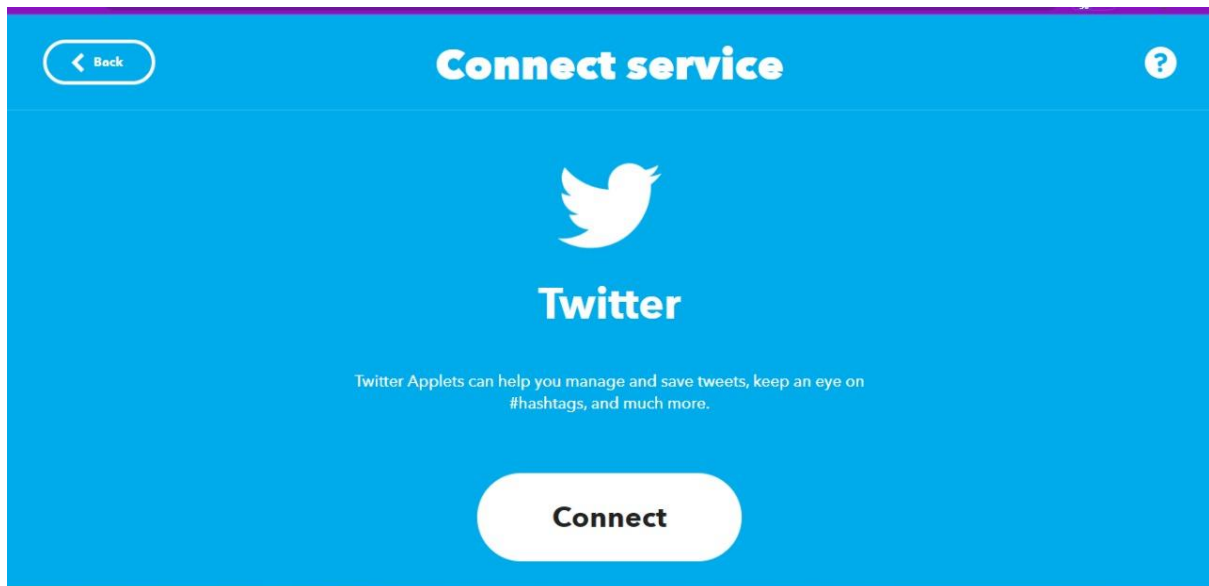 Back
Connect service
?
Twitter
Twitter Applets can help you manage and save tweets, keep an eye on
#hashtags, and much more.
Connect